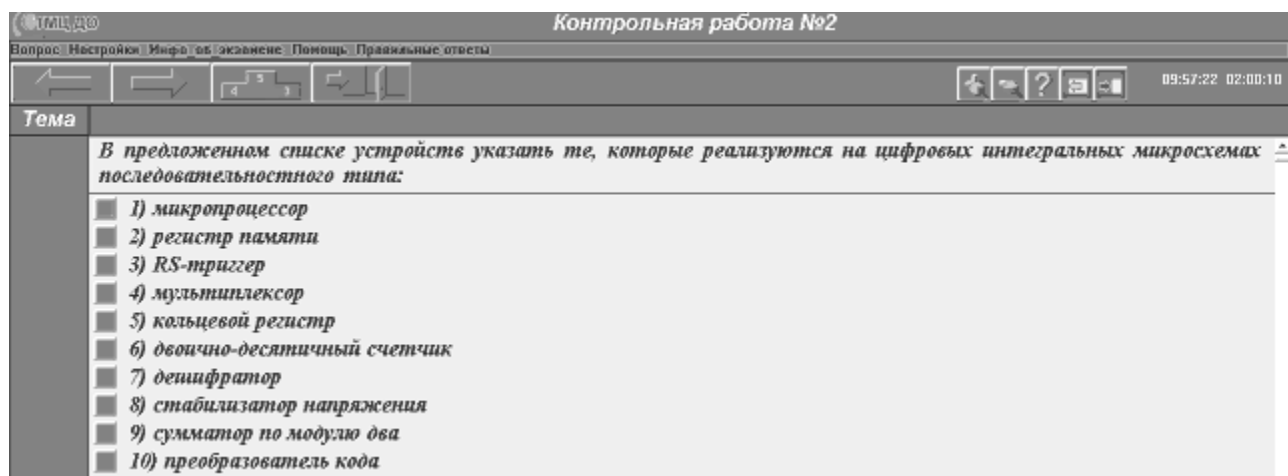 ТМЦ ДО
Контрольная работа №2
Вопрос Настройки Инфо_об_экзамене Помощь Правильные ответы
5
4 3
?
09:57:22 02:00:10
Тема
В предложенном списке устройств указать те, которые реализуются на цифровых интегральных микросхемах
последовательностного типа:
1) микропроцессор
2) регистр памяти
3) RS-триггер
4) мультиплексор
5) кольцевой регистр
6) двоично-десятичный счетчик
7) дешифратор
8) стабилизатор напряжения
9) сумматор по модулю два
10) преобразователь кода